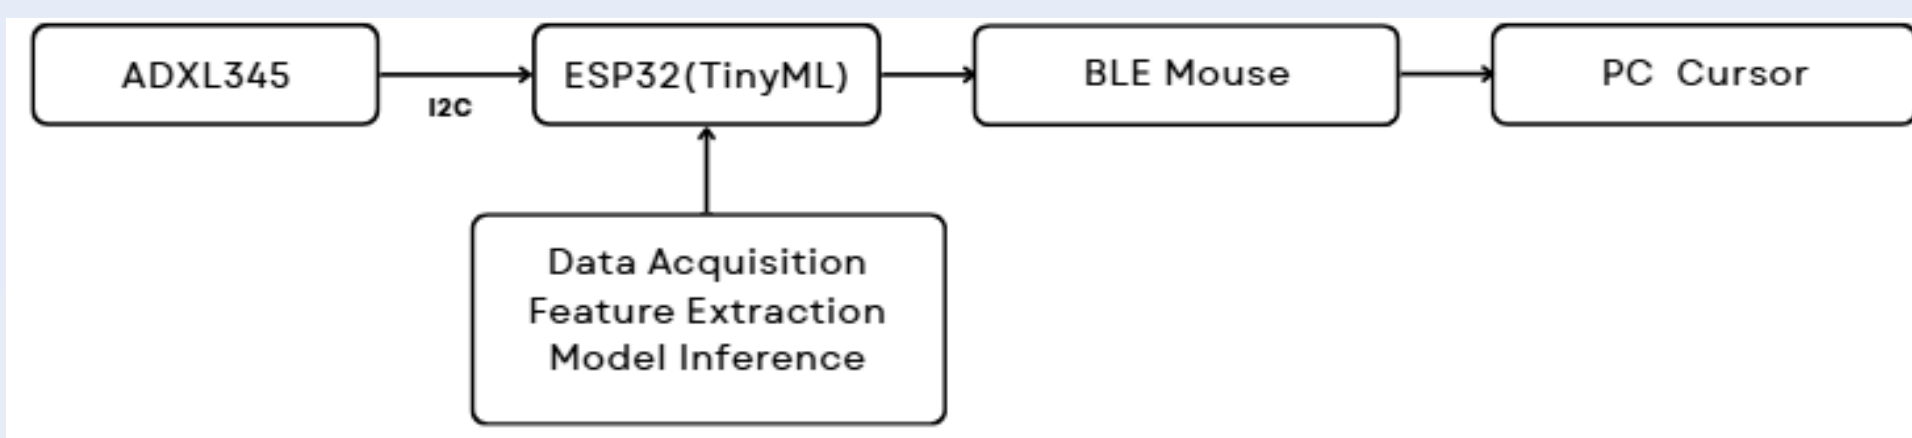 ADXL345
I2C
ESP32(TinyML)
BLE Mouse
PC Cursor
Data Acquisition
Feature Extraction
Model Inference